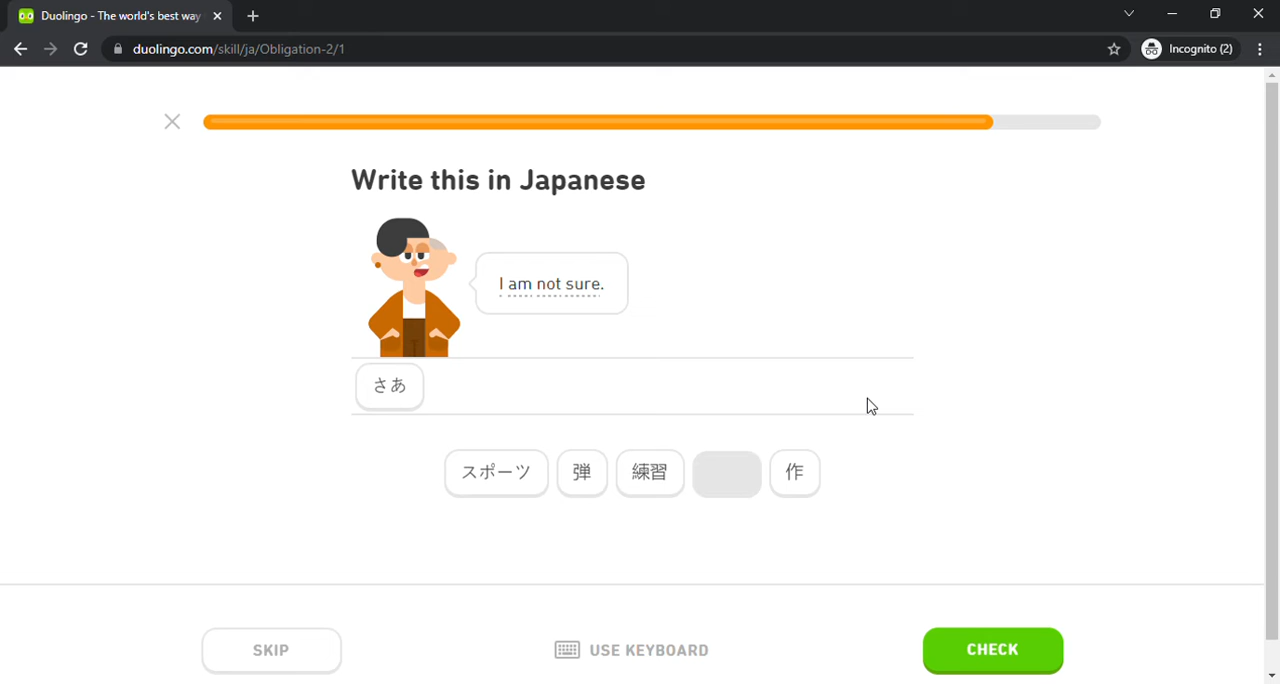 Duolingo - The world's best way
duolingo.com/skill/ja/Obligation-2/1
Incognito (2)
Write this in Japanese
I am not sure.
さあ
スポーツ 弾 練習 作
SKIP USE KEYBOARD CHECK